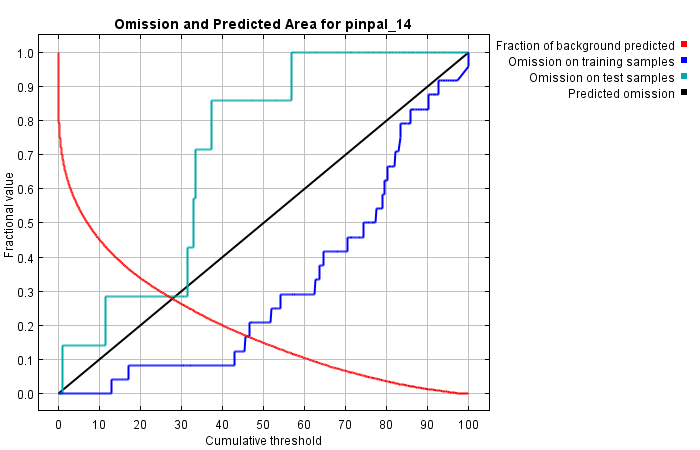 Omission and Predicted Area for pinpal_14
Fraction of background predicted
Omission on training samples
Omission on test samples
Predicted omission
Fractional value
1.0
0.9
0.8
0.7
0.6
0.5
0.4
0.3
0.2
0.1
0.0
0 10 20 30 40 50 60 70 80 90 100
Cumulative threshold